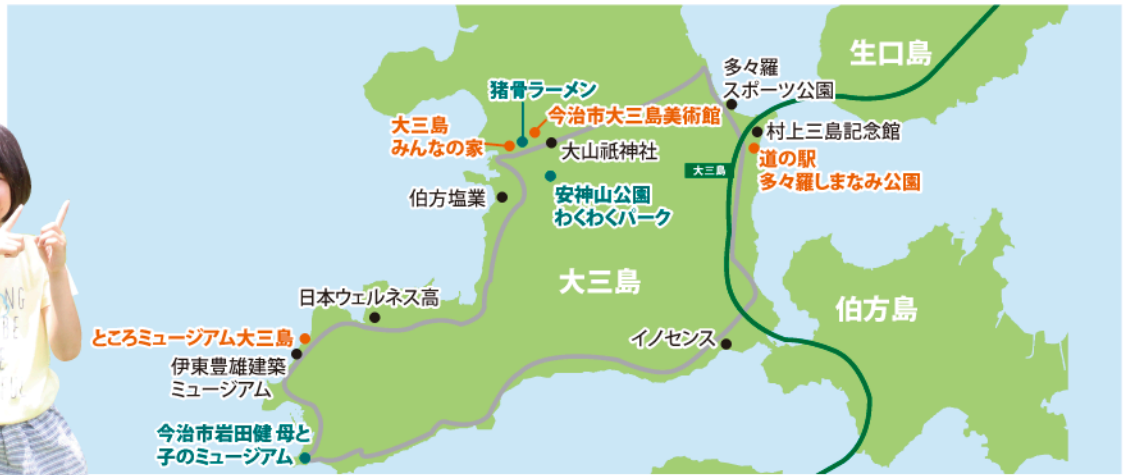 生口島
多々羅
スポーツ公園
猪骨ラーメン
今治市大三島美術館
大三島
みんなの家
村上三島記念館
大山祇神社
道の駅
多々羅しまなみ公園
大三島
伯方塩業
安神山公園
わくわくパーク
大三島
伯方島
日本ウェルネス高
ところミュージアム大三島
イノセンス
伊東豊雄建築
ミュージアム
今治市岩田健 母と
子のミュージアム